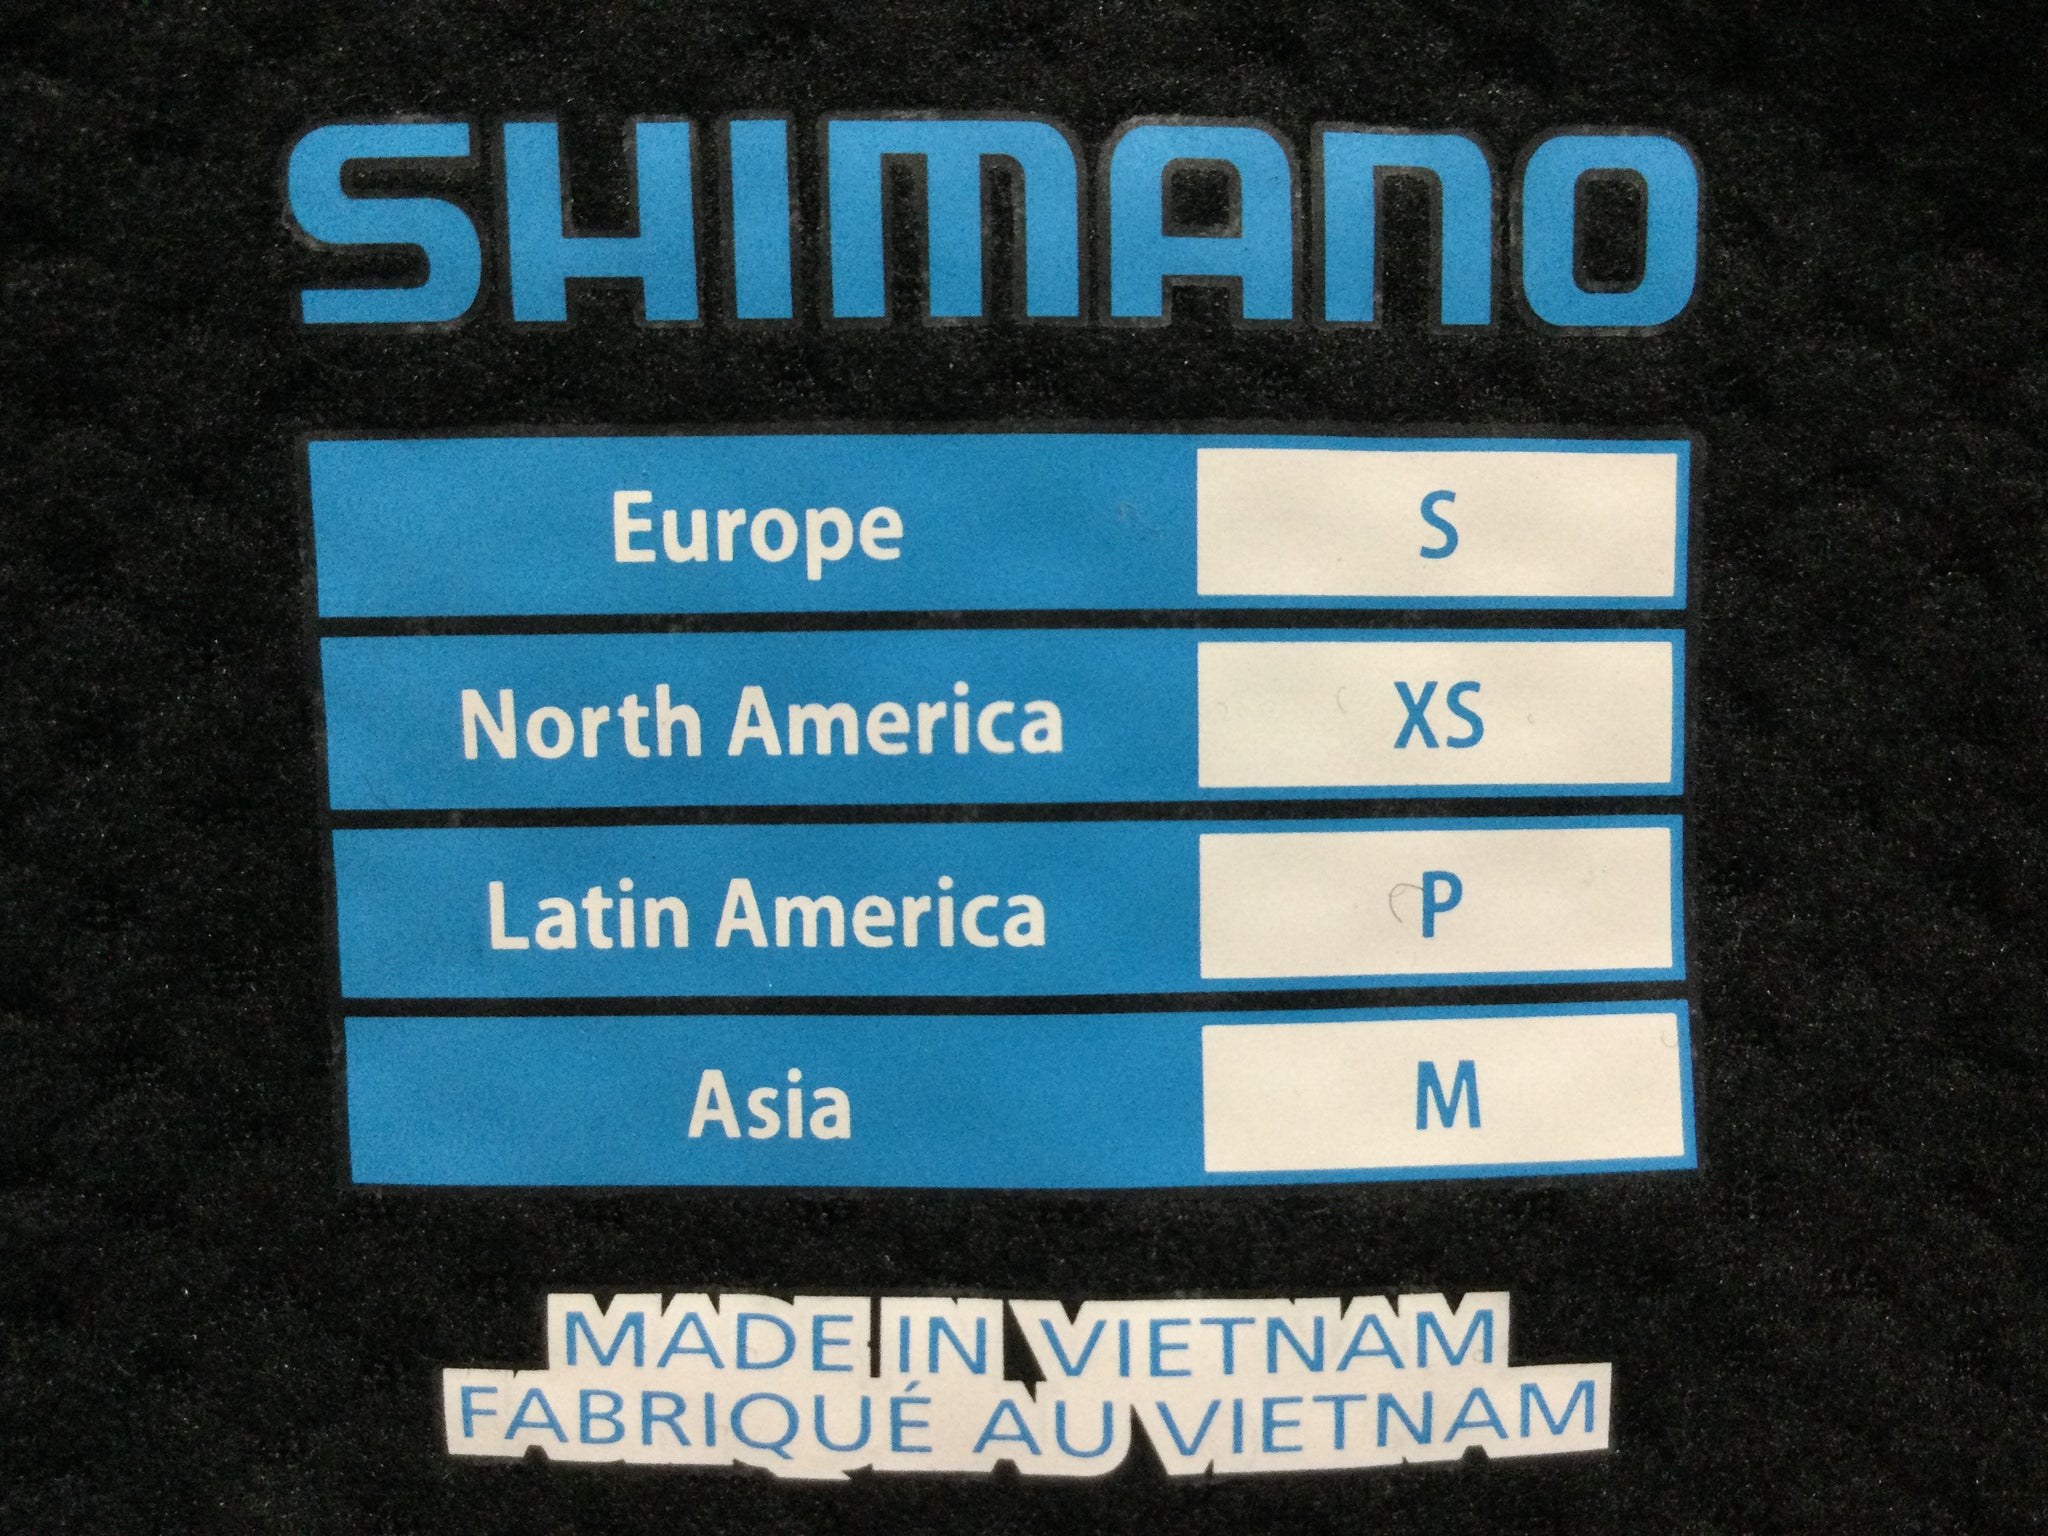 SHIMANO
Europe S
North America XS
Latin America P
Asia M
MADE IN VIETNAM
FABRIQUÉ AU VIETNAM